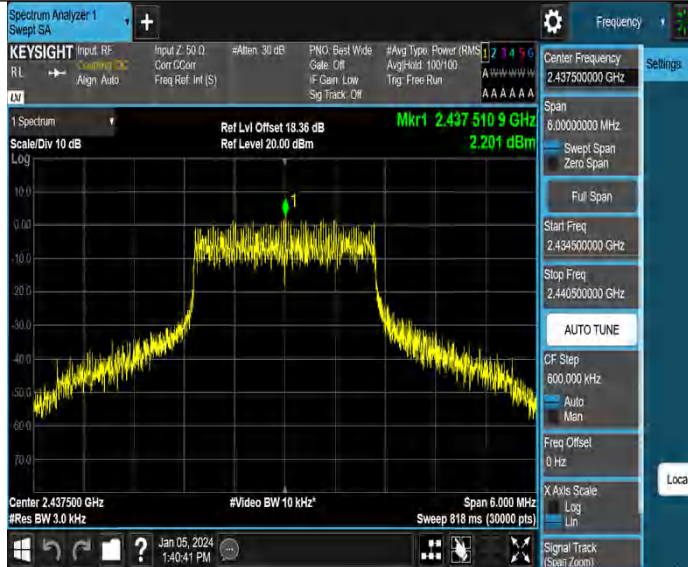 Spectrum Analyzer 1
Swept SA
+
Frequency
KEYSIGHT
RL
Input: RF
Coupling: DC
Align: Auto
Input Z: 50 Ω
Corr CCorr
Freq Ref: Int (S)
#Atten: 30 dB
PNO: Best Wide
Gate: Off
IF Gain: Low
Sig Track: Off
#Avg Type: Power (RMS
Avg|Hold: 100/100
Trig: Free Run
1 2 3 4 5 6
A W W W W W
A A A A A A
LXI
1 Spectrum
Scale/Div 10 dB
Log
Ref Lvl Offset 18.36 dB
Ref Level 20.00 dBm
Mkr1 2.437 510 9 GHz
2.201 dBm
1
10.0
0.00
-10.0
-20.0
-30.0
-40.0
-50.0
-60.0
-70.0
Center 2.437500 GHz
#Res BW 3.0 kHz
#Video BW 10 kHz*
Span 6.000 MHz
Sweep 818 ms (30000 pts)
Jan 05, 2024
1:40:41 PM
?
Center Frequency
2.437500000 GHz
Settings
Span
6.00000000 MHz
Swept Span
Zero Span
Full Span
Start Freq
2.434500000 GHz
Stop Freq
2.440500000 GHz
AUTO TUNE
CF Step
600.000 kHz
Auto
Man
Freq Offset
0 Hz
X Axis Scale
Log
Lin
Loca
Signal Track
(Span Zoom)